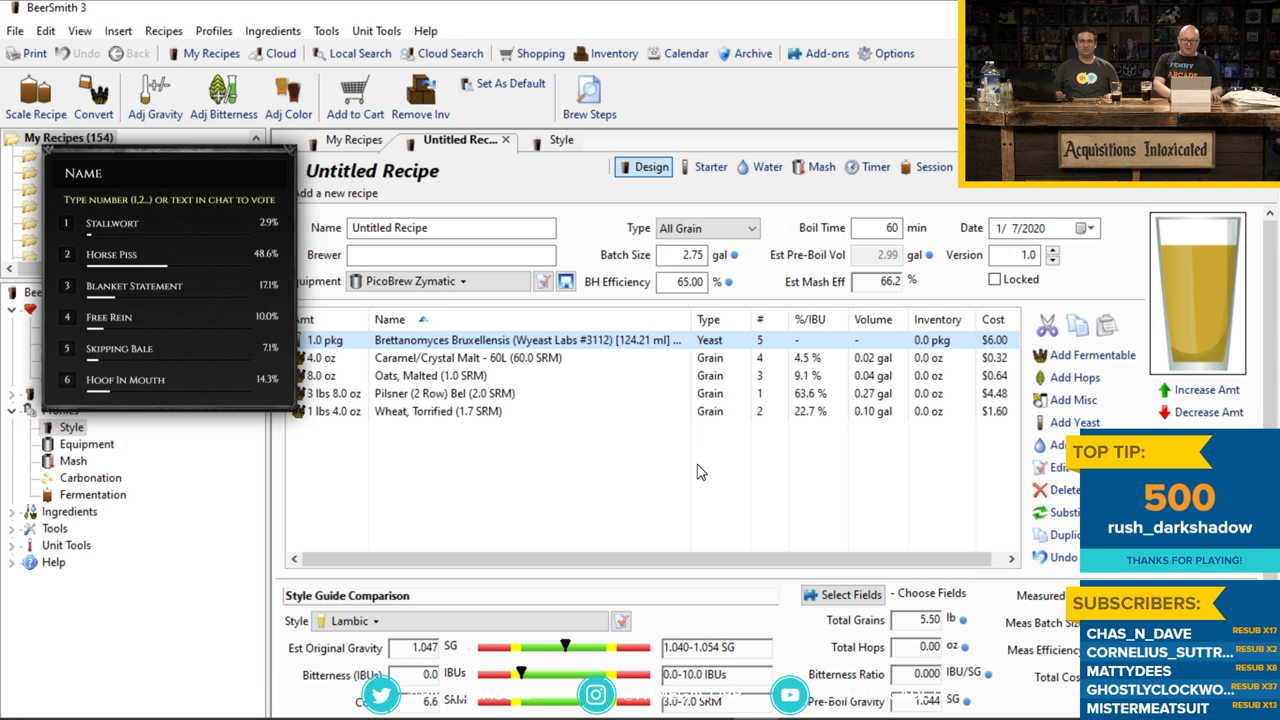 BeerSmith 3
File Edit View Insert Recipes Profiles Ingredients Tools Unit Tools Help
Print Undo Back My Recipes Cloud Local Search Cloud Search Shopping Inventory Calendar Archive Add-ons Options
Scale Recipe Convert Adj Gravity Adj Bitterness Adj Color Add to Cart Remove Inv Set As Default Brew Steps
PENNY ARCADE
Acquisitions Intoxicated
My Recipes (154)
My Recipes Untitled Rec... Style
NAME
TYPE NUMBER (1,2...) OR TEXT IN CHAT TO VOTE
1 STALLWORT 2.9%
2 HORSE PISS 48.6%
3 BLANKET STATEMENT 17.1%
4 FREE REIN 10.0%
5 SKIPPING BALE 7.1%
6 HOOF IN MOUTH 14.3%
Style
Equipment
Mash
Carbonation
Fermentation
Ingredients
Tools
Unit Tools
Help
Untitled Recipe
Design Starter Water Mash Timer Session
Add a new recipe
Name Untitled Recipe Type All Grain Boil Time 60 min Date 1/ 7/2020
Brewer Batch Size 2.75 gal Est Pre-Boil Vol 2.99 gal Version 1.0
PicoBrew Zymatic BH Efficiency 65.00 % Est Mash Eff 66.2 % Locked
Amt Name Type # %/IBU Volume Inventory Cost
1.0 pkg Brettanomyces Bruxellensis (Wyeast Labs #3112) [124.21 ml] ... Yeast 5 - - 0.0 pkg $6.00
4.0 oz Caramel/Crystal Malt - 60L (60.0 SRM) Grain 4 4.5 % 0.02 gal 0.0 oz $0.32
8.0 oz Oats, Malted (1.0 SRM) Grain 3 9.1 % 0.04 gal 0.0 oz $0.64
3 lbs 8.0 oz Pilsner (2 Row) Bel (2.0 SRM) Grain 1 63.6 % 0.27 gal 0.0 oz $4.48
1 lbs 4.0 oz Wheat, Torrified (1.7 SRM) Grain 2 22.7 % 0.10 gal 0.0 oz $1.60
Add Fermentable
Add Hops
Add Misc
Add Yeast
Undo
Increase Amt
Decrease Amt
Style Guide Comparison
Select Fields - Choose Fields Measured
Style Lambic Total Grains 5.50 lb Meas Batch
Est Original Gravity 1.047 SG 1.040-1.054 SG Total Hops 0.00 oz
Bitterness (IBUs) 0.0 IBUs 0.0-10.0 IBUs Bitterness Ratio 0.000 IBU/SG
6.6 SRM 3.0-7.0 SRM Pre-Boil Gravity 1.044 SG
TOP TIP:
500
rush_darkshadow
THANKS FOR PLAYING!
SUBSCRIBERS:
CHAS_N_DAVE RESUB X17
CORNELIUS_SUTTR... RESUB X2
MATTYDEES RESUB X8
GHOSTLYCLOCKWO... RESUB X37
MISTERMEATSUIT RESUB X13